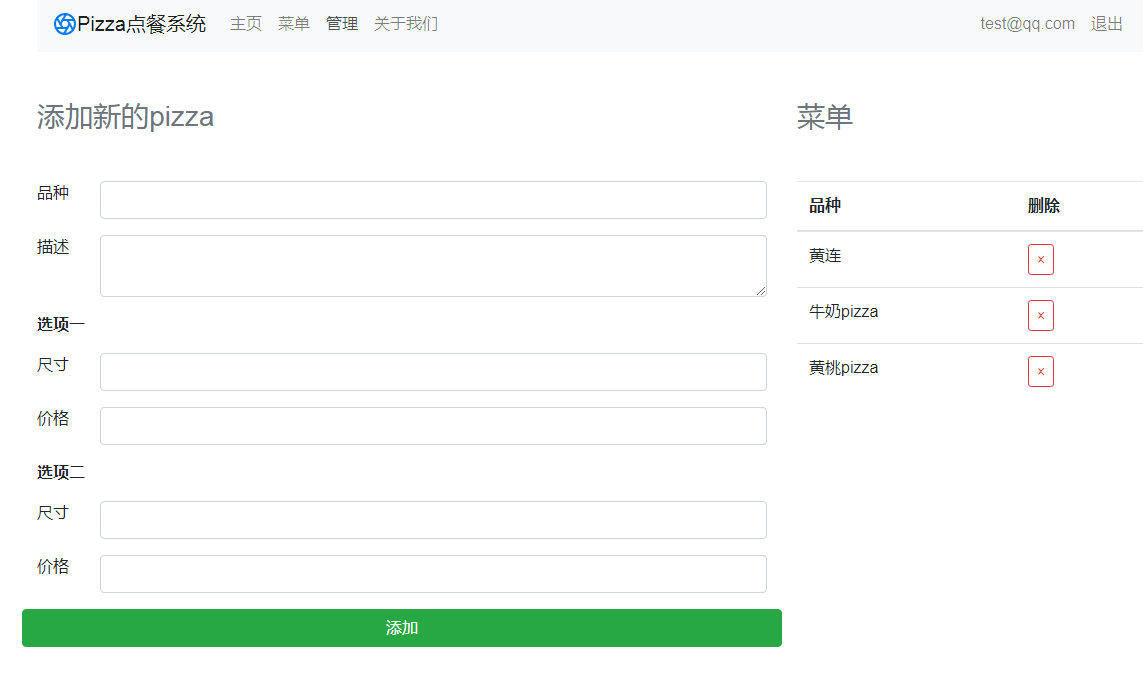 Pizza点餐系统 主页 菜单 管理 关于我们 test@qq.com 退出
添加新的pizza
品种
描述
选项一
尺寸
价格
选项二
尺寸
价格
添加
菜单
品种 删除
黄连 ×
牛奶pizza ×
黄桃pizza ×